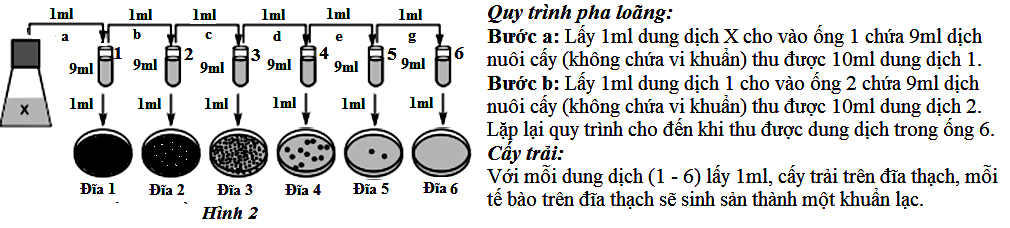 1ml 1ml 1ml 1ml 1ml 1ml
a b c d e g
1 2 3 4 5 6
9ml 9ml 9ml 9ml 9ml 9ml
X
1ml 1ml 1ml 1ml 1ml 1ml
Đĩa 1 Đĩa 2 Đĩa 3 Đĩa 4 Đĩa 5 Đĩa 6
Hình 2
Quy trình pha loãng:
Bước a: Lấy 1ml dung dịch X cho vào ống 1 chứa 9ml dịch
nuôi cấy (không chứa vi khuẩn) thu được 10ml dung dịch 1.
Bước b: Lấy 1ml dung dịch 1 cho vào ống 2 chứa 9ml dịch
nuôi cấy (không chứa vi khuẩn) thu được 10ml dung dịch 2.
Lặp lại quy trình cho đến khi thu được dung dịch trong ống 6.
Cấy trải:
Với mỗi dung dịch (1 - 6) lấy 1ml, cấy trải trên đĩa thạch, mỗi
tế bào trên đĩa thạch sẽ sinh sản thành một khuẩn lạc.